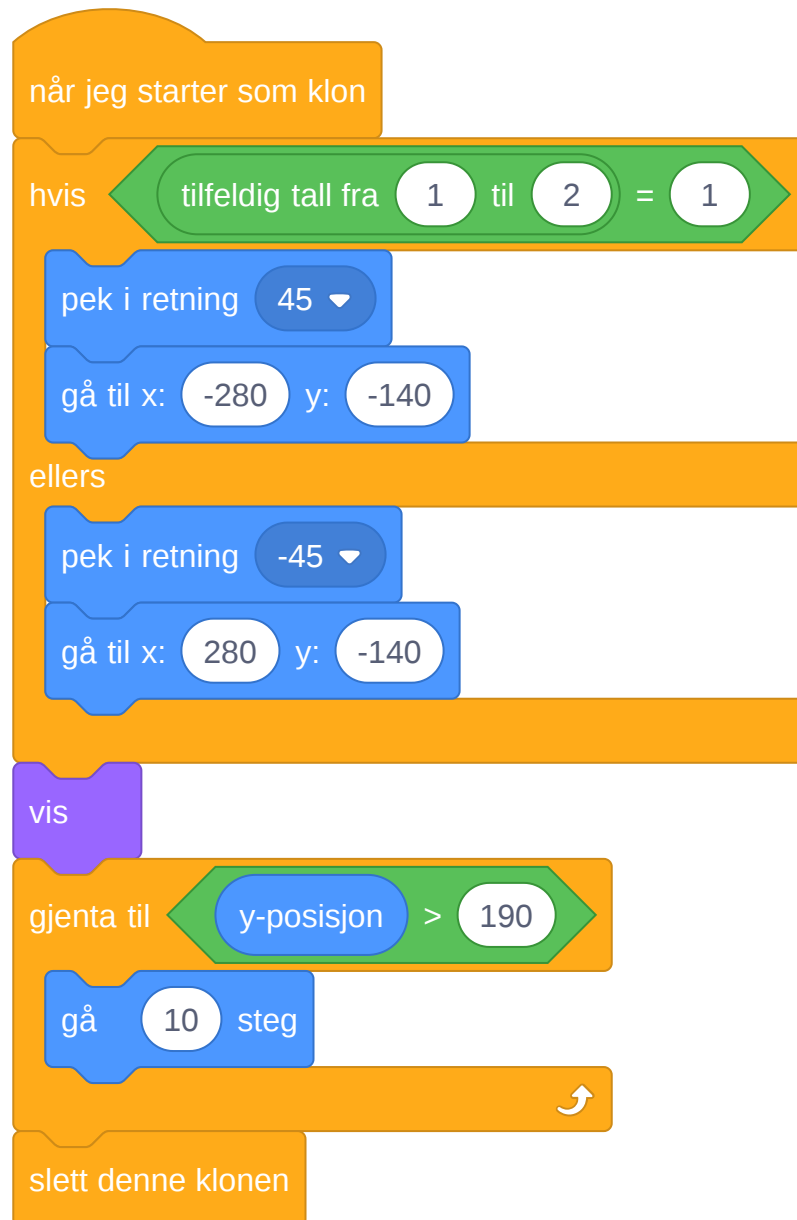 når jeg starter som klon
hvis tilfeldig tall fra 1 til 2 = 1
pek i retning 45
gå til x: -280 y: -140
ellers
pek i retning -45
gå til x: 280 y: -140
vis
gjenta til y-posisjon > 190
gå 10 steg
slett denne klonen